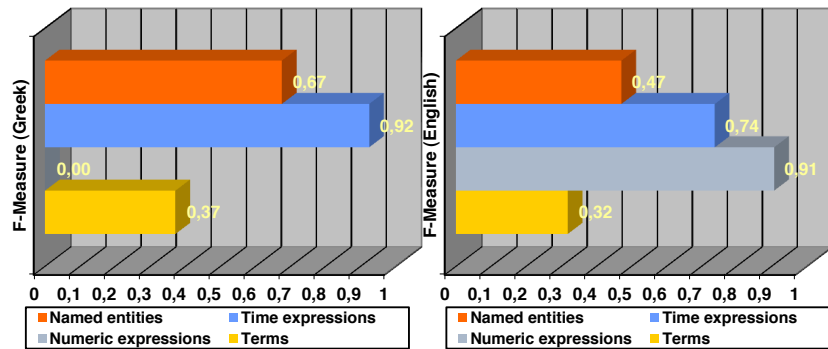 F-Measure (Greek)
0,67
0,92
0,00
0,37
0 0,1 0,2 0,3 0,4 0,5 0,6 0,7 0,8 0,9 1
Named entities Time expressions
Numeric expressions Terms
F-Measure (English)
0,47
0,74
0,91
0,32
0 0,1 0,2 0,3 0,4 0,5 0,6 0,7 0,8 0,9 1
Named entities Time expressions
Numeric expressions Terms